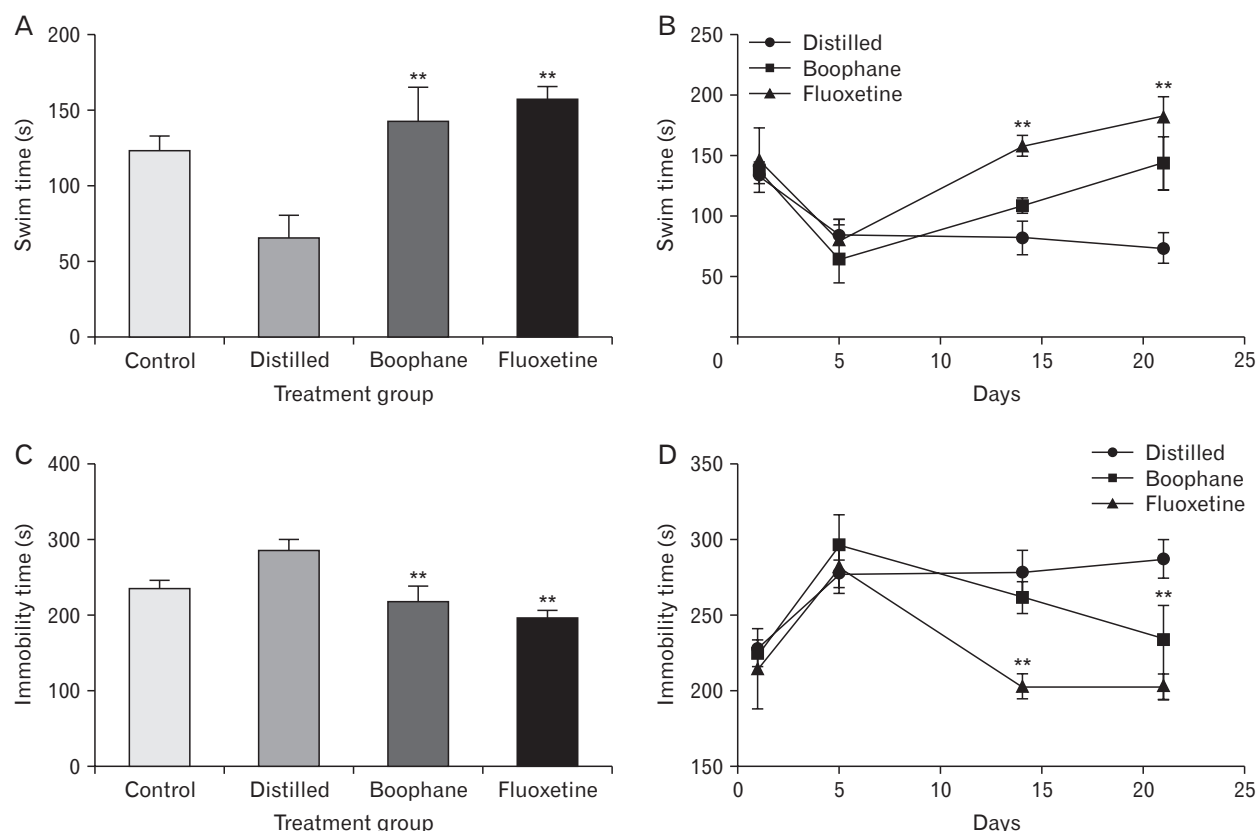 A
200
150
100
50
0
Swim time (s)
**
**
Control Distilled Boophane Fluoxetine
Treatment group
B
250
200
150
100
50
0 5 10 15 20 25
Swim time (s)
Distilled
Boophane
Fluoxetine
**
**
Days
C
400
300
200
100
0
Immobility time (s)
**
**
Control Distilled Boophane Fluoxetine
Treatment group
D
350
300
250
200
150
Immobility time (s)
Distilled
Boophane
Fluoxetine
**
**
0 5 10 15 20 25
Days